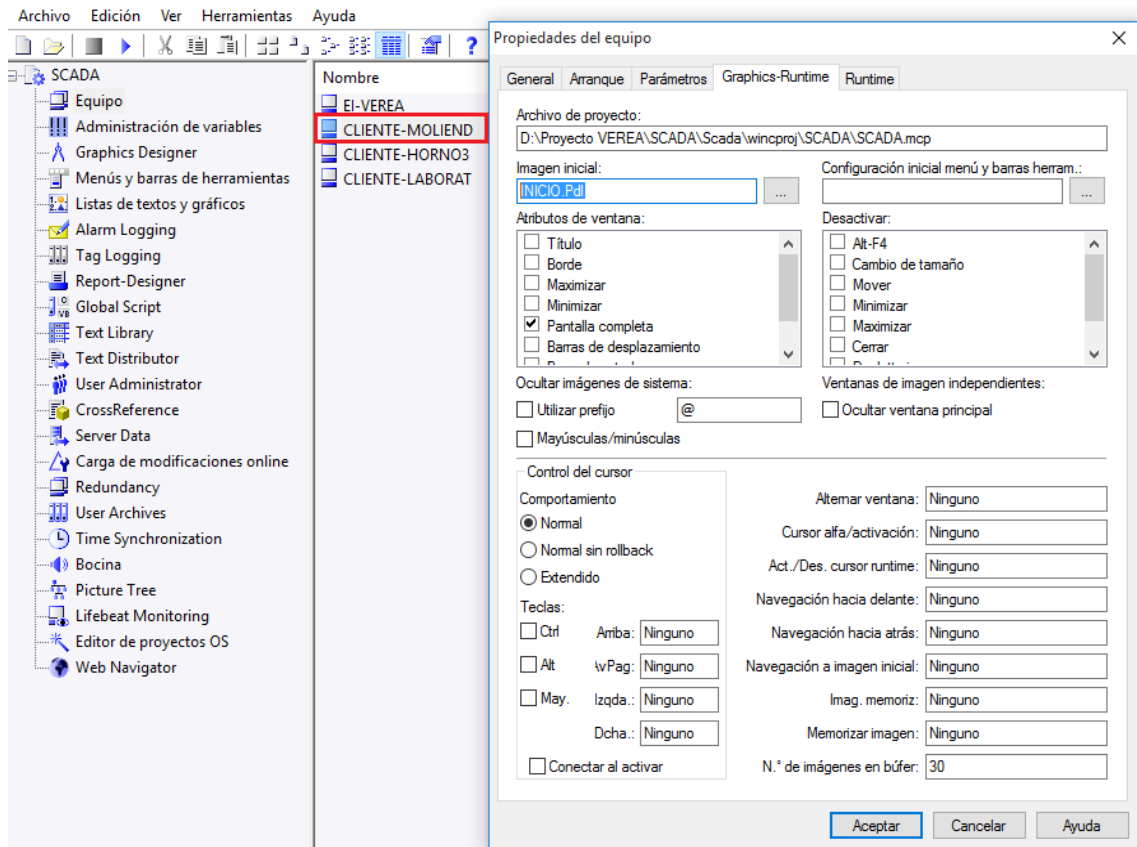 Archivo Edición Ver Herramientas Ayuda
SCADA
Equipo
Administración de variables
Graphics Designer
Menús y barras de herramientas
Listas de textos y gráficos
Alarm Logging
Tag Logging
Report-Designer
Global Script
Text Library
Text Distributor
User Administrator
CrossReference
Server Data
Carga de modificaciones online
Redundancy
User Archives
Time Synchronization
Bocina
Picture Tree
Lifebeat Monitoring
Editor de proyectos OS
Web Navigator
Nombre
EI-VEREA
CLIENTE-MOLIEND
CLIENTE-HORNO3
CLIENTE-LABORAT
Propiedades del equipo
General Arranque Parámetros Graphics-Runtime Runtime
Archivo de proyecto:
D:\Proyecto VEREA\SCADA\Scada\wincproj\SCADA\SCADA.mcp
Imagen inicial: Configuración inicial menú y barras herram.:
INICIO.Pdl ... ...
Atributos de ventana: Desactivar:
Título Alt-F4
Borde Cambio de tamaño
Maximizar Mover
Minimizar Minimizar
Pantalla completa Maximizar
Barras de desplazamiento Cerrar
Ocultar imágenes de sistema: Ventanas de imagen independientes:
Utilizar prefijo @ Ocultar ventana principal
Mayúsculas/minúsculas
Control del cursor
Comportamiento
Normal
Normal sin rollback
Extendido
Teclas:
Ctrl Arriba: Ninguno
Alt vPag: Ninguno
May. Izqda.: Ninguno
Dcha.: Ninguno
Conectar al activar
Alternar ventana: Ninguno
Cursor alfa/activación: Ninguno
Act./Des. cursor runtime: Ninguno
Navegación hacia delante: Ninguno
Navegación hacia atrás: Ninguno
Navegación a imagen inicial: Ninguno
Imag. memoriz: Ninguno
Memorizar imagen: Ninguno
N.° de imágenes en búfer: 30
Aceptar Cancelar Ayuda